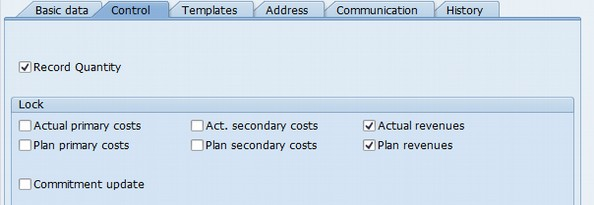 Basic data Control Templates Address Communication History
Record Quantity
Lock
Actual primary costs Act. secondary costs Actual revenues
Plan primary costs Plan secondary costs Plan revenues
Commitment update